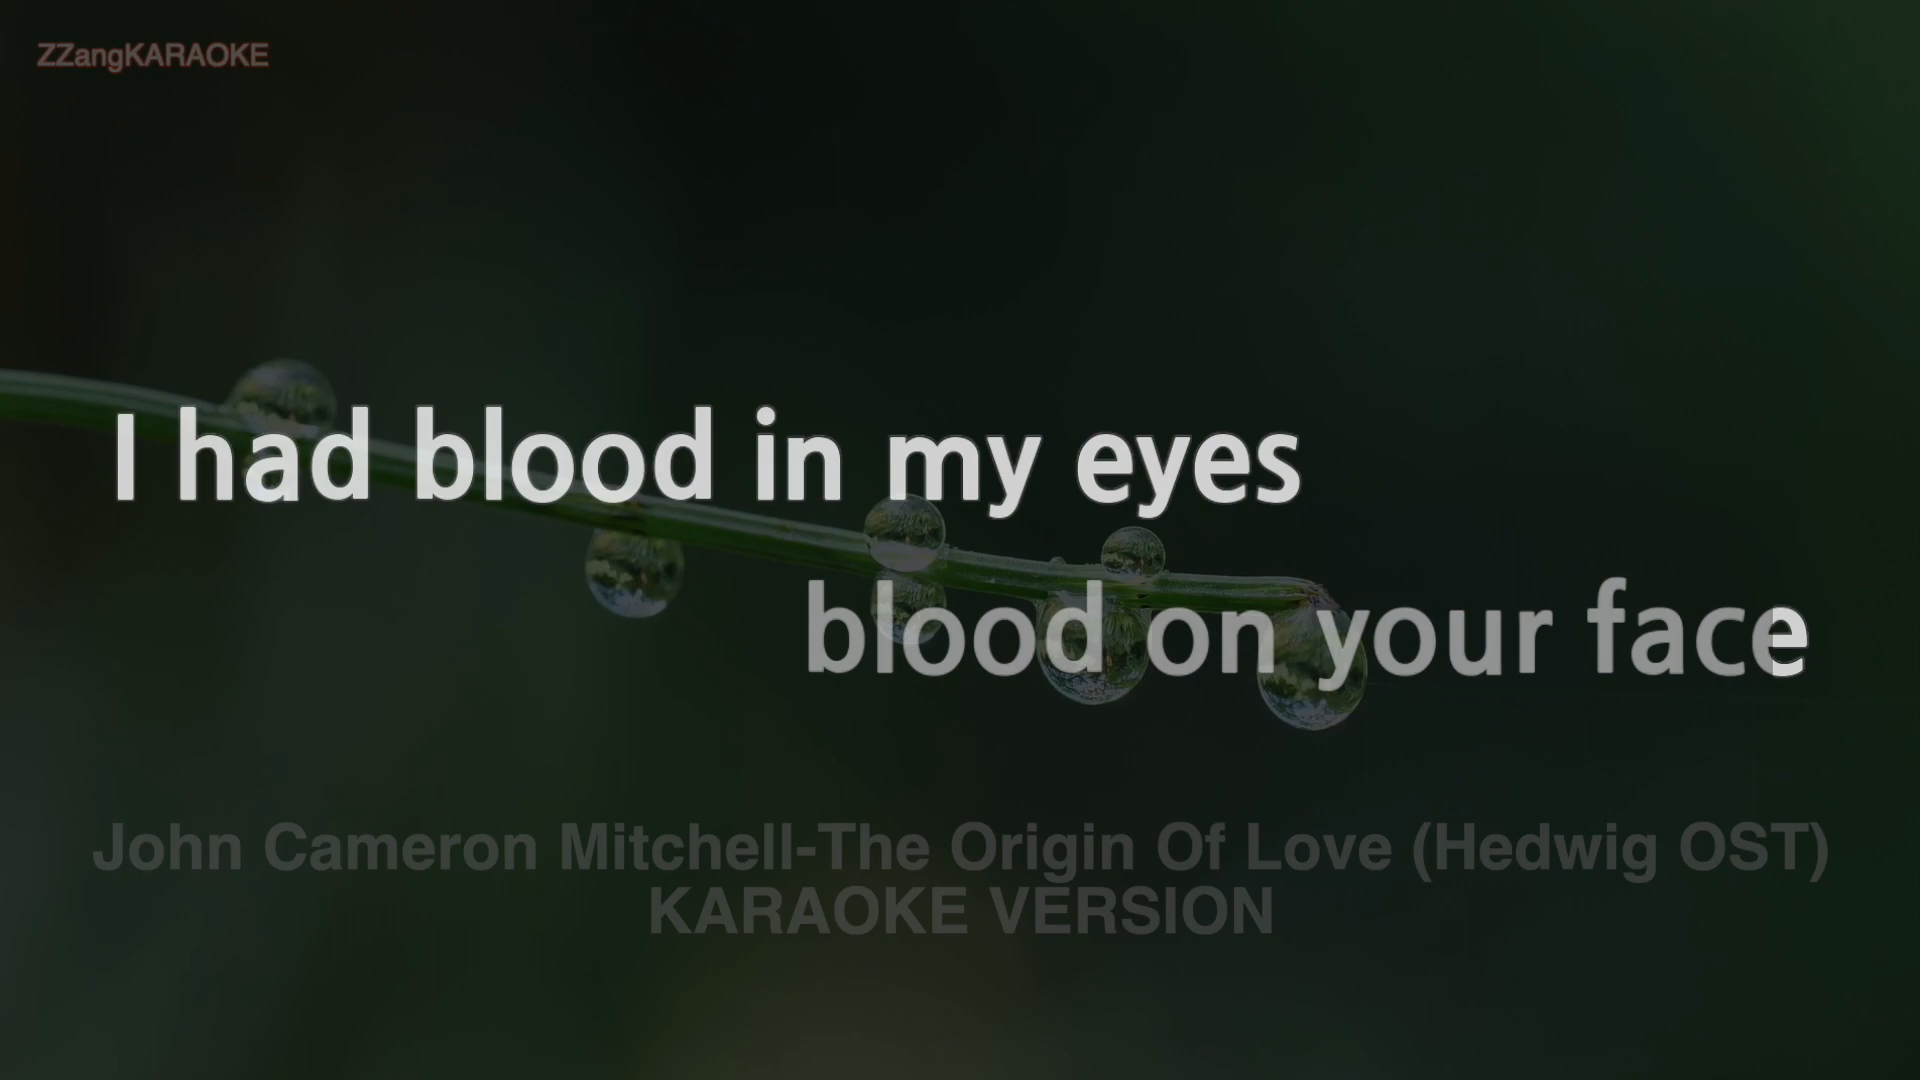 ZZangKARAOKE
I had blood in my eyes
blood on your face
John Cameron Mitchell-The Origin Of Love (Hedwig OST)
KARAOKE VERSION